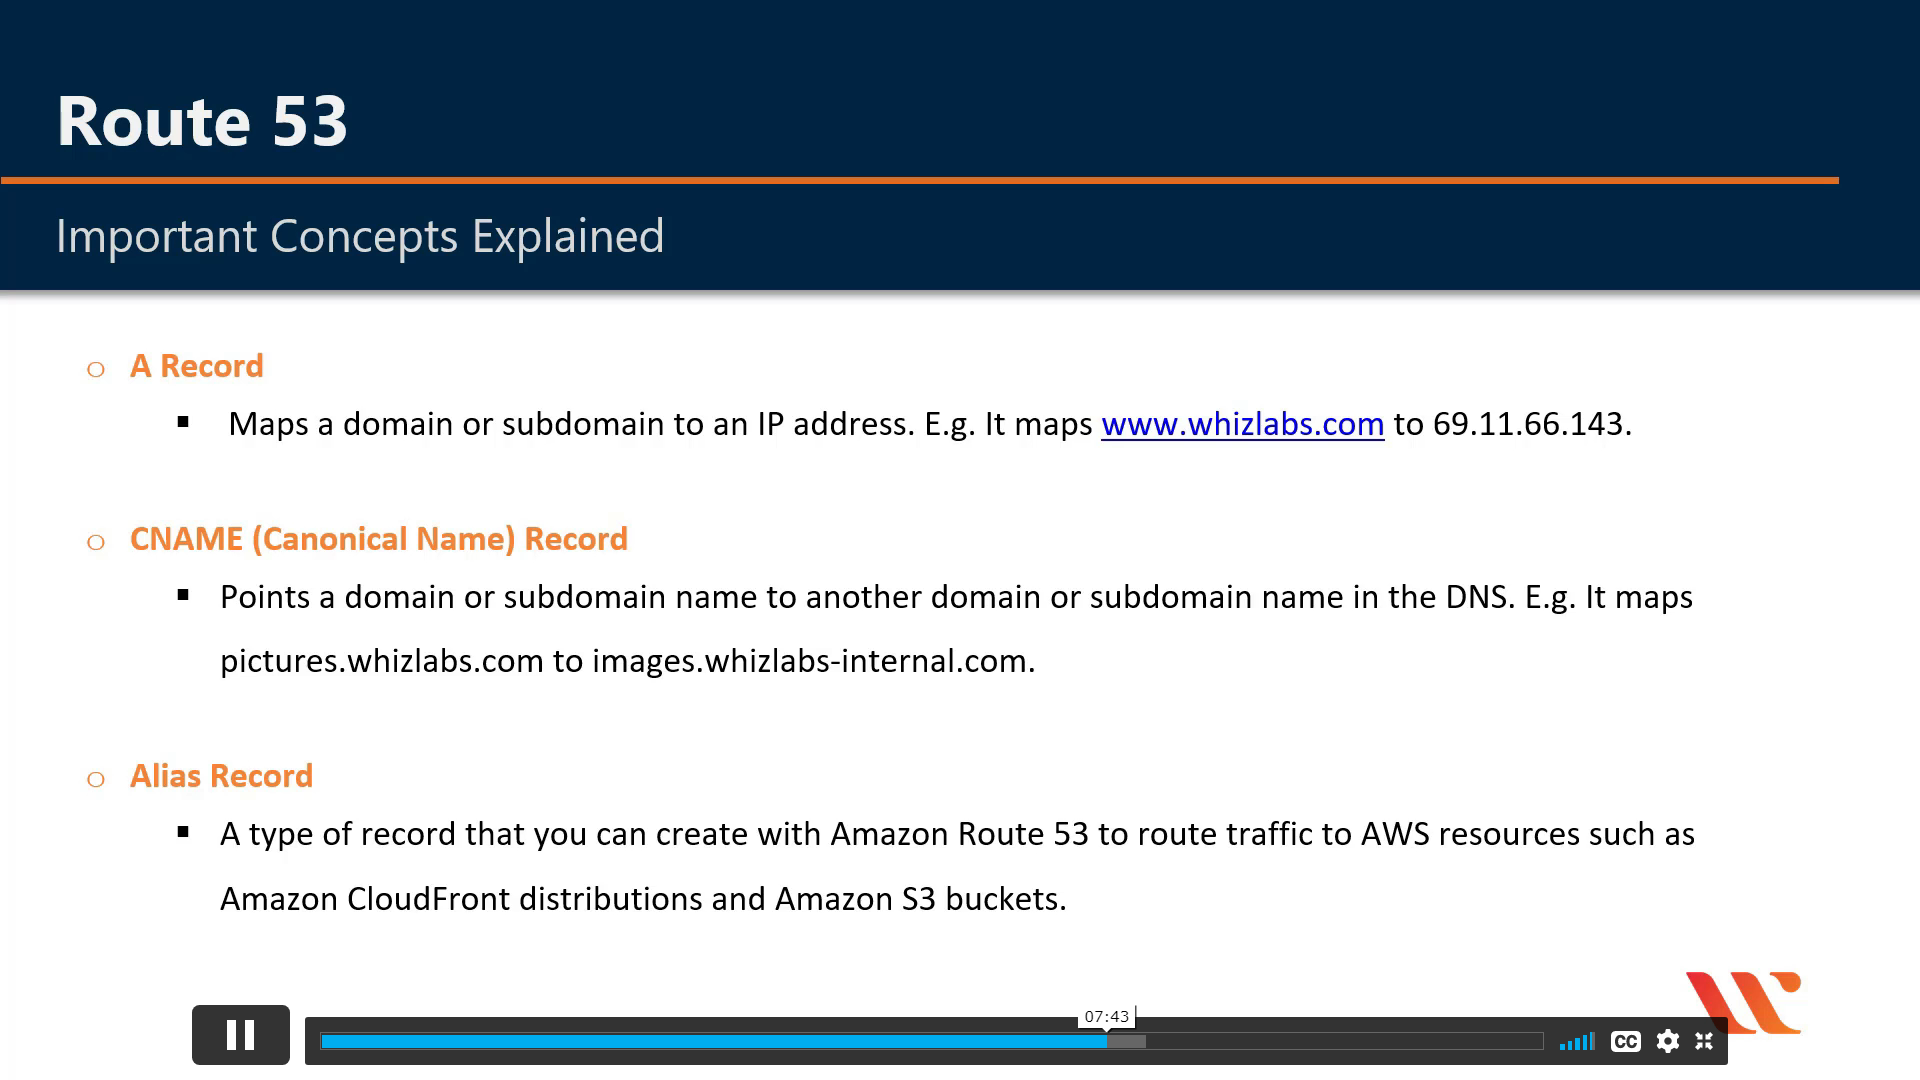 Route 53
Important Concepts Explained
o A Record
▪ Maps a domain or subdomain to an IP address. E.g. It maps www.whizlabs.com to 69.11.66.143.
o CNAME (Canonical Name) Record
▪ Points a domain or subdomain name to another domain or subdomain name in the DNS. E.g. It maps
pictures.whizlabs.com to images.whizlabs-internal.com.
o Alias Record
▪ A type of record that you can create with Amazon Route 53 to route traffic to AWS resources such as
Amazon CloudFront distributions and Amazon S3 buckets.
07:43
CC